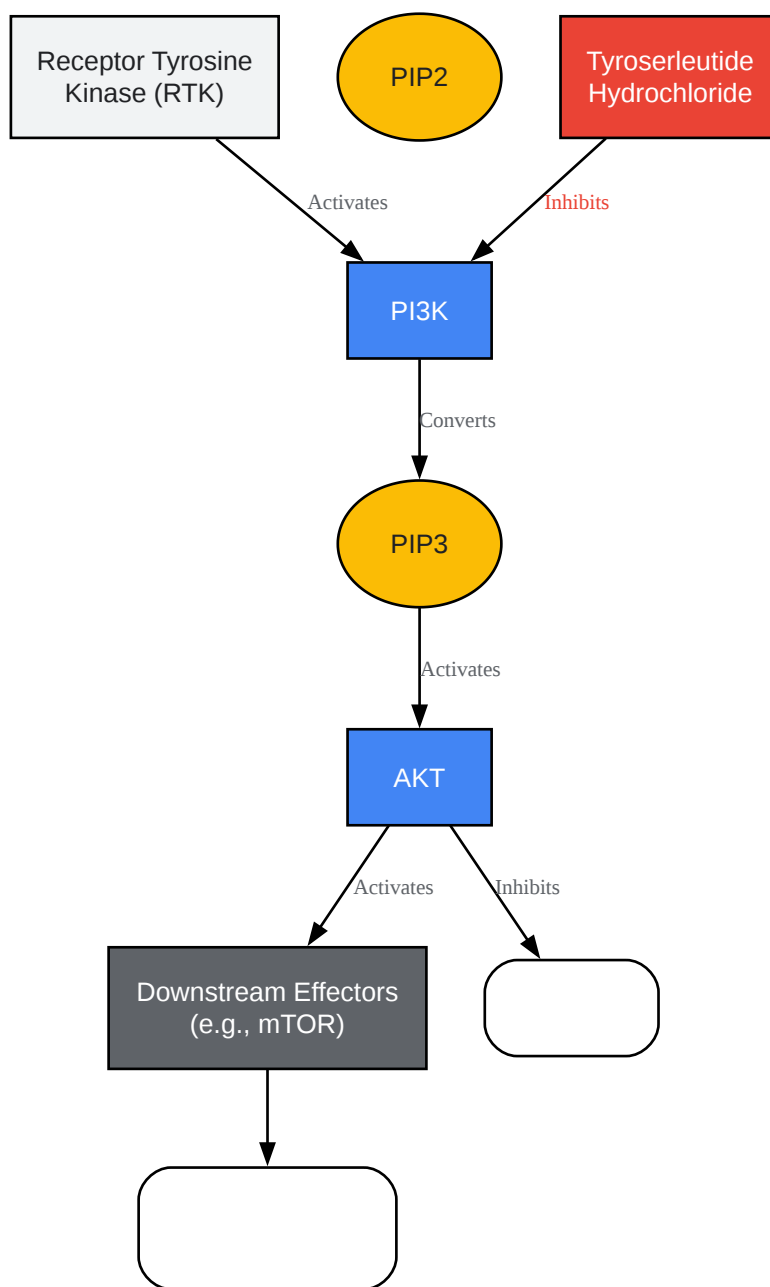 Receptor Tyrosine
Kinase (RTK)
PIP2
Tyroserleutide
Hydrochloride
Activates
Inhibits
PI3K
Converts
PIP3
Activates
AKT
Activates
Inhibits
Downstream Effectors
(e.g., mTOR)